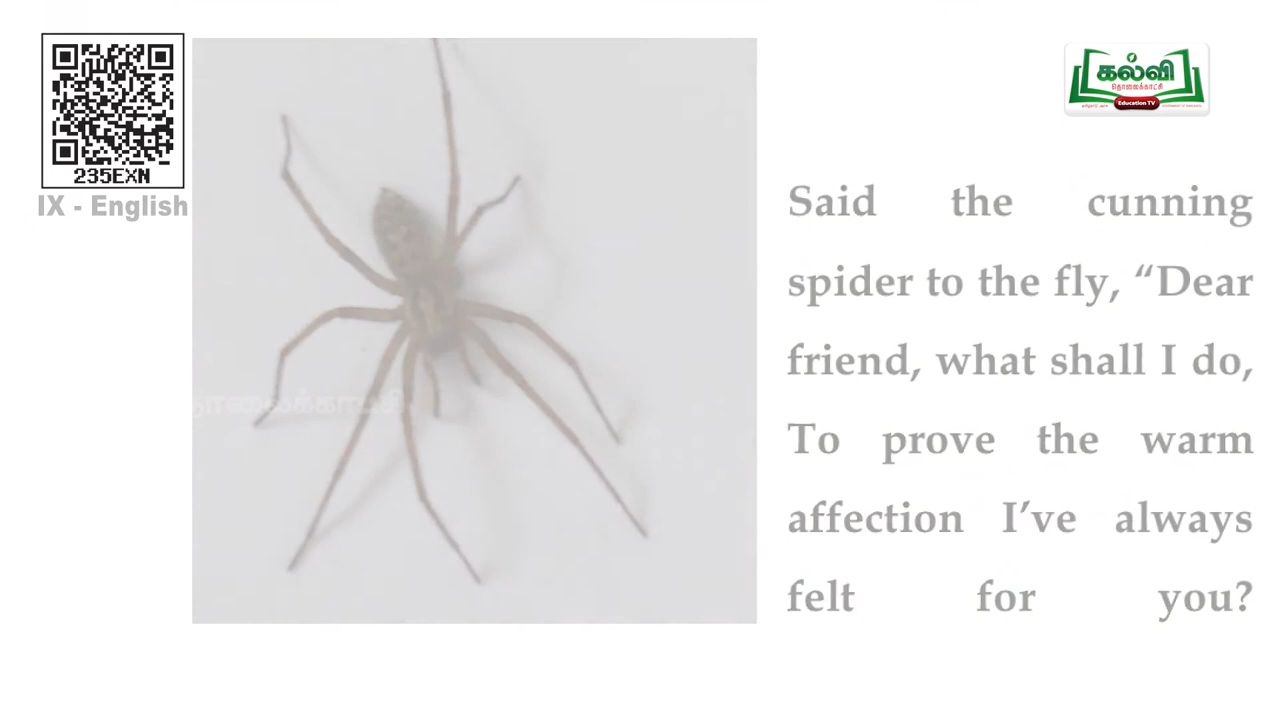 235EXN
IX - English
கல்வி
தொலைக்காட்சி
Education TV
Said the cunning
spider to the fly, “Dear
friend, what shall I do,
To prove the warm
affection I’ve always
felt for you?